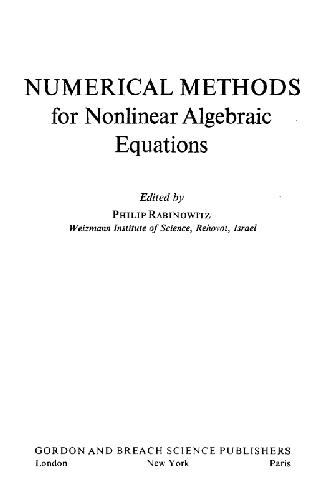 NUMERICAL METHODS
for Nonlinear Algebraic
Equations
Edited by
PHILIP RABINOWITZ
Weizmann Institute of Science, Rehovot, Israel
GORDON AND BREACH SCIENCE PUBLISHERS
London New York Paris